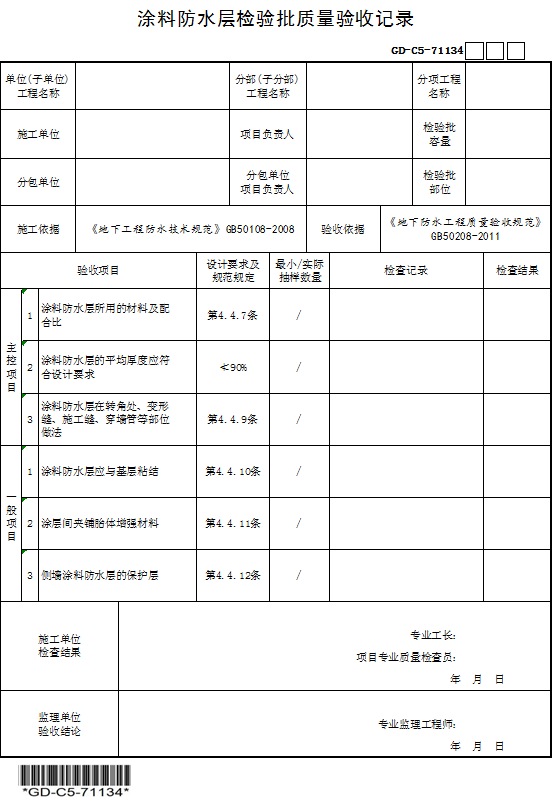 涂料防水层检验批质量验收记录
GD-C5-71134
单位(子单位)
工程名称
分部(子分部)
工程名称
分项工程
名称
施工单位
项目负责人
检验批
容量
分包单位
分包单位
项目负责人
检验批
部位
施工依据
《地下工程防水技术规范》GB50108-2008
验收依据
《地下防水工程质量验收规范》
GB50208-2011
验收项目
设计要求及
规范规定
最小/实际
抽样数量
检查记录
检查结果
主
控
项
目
1
涂料防水层所用的材料及配
合比
第4.4.7条
/
2
涂料防水层的平均厚度应符
合设计要求
≮90%
/
3
涂料防水层在转角处、变形
缝、施工缝、穿墙管等部位
做法
第4.4.9条
/
一
般
项
目
1
涂料防水层应与基层粘结
第4.4.10条
/
2
涂层间夹铺胎体增强材料
第4.4.11条
/
3
侧墙涂料防水层的保护层
第4.4.12条
/
施工单位
检查结果
专业工长：
项目专业质量检查员：
年 月 日
监理单位
验收结论
专业监理工程师：
年 月 日
*GD-C5-71134*